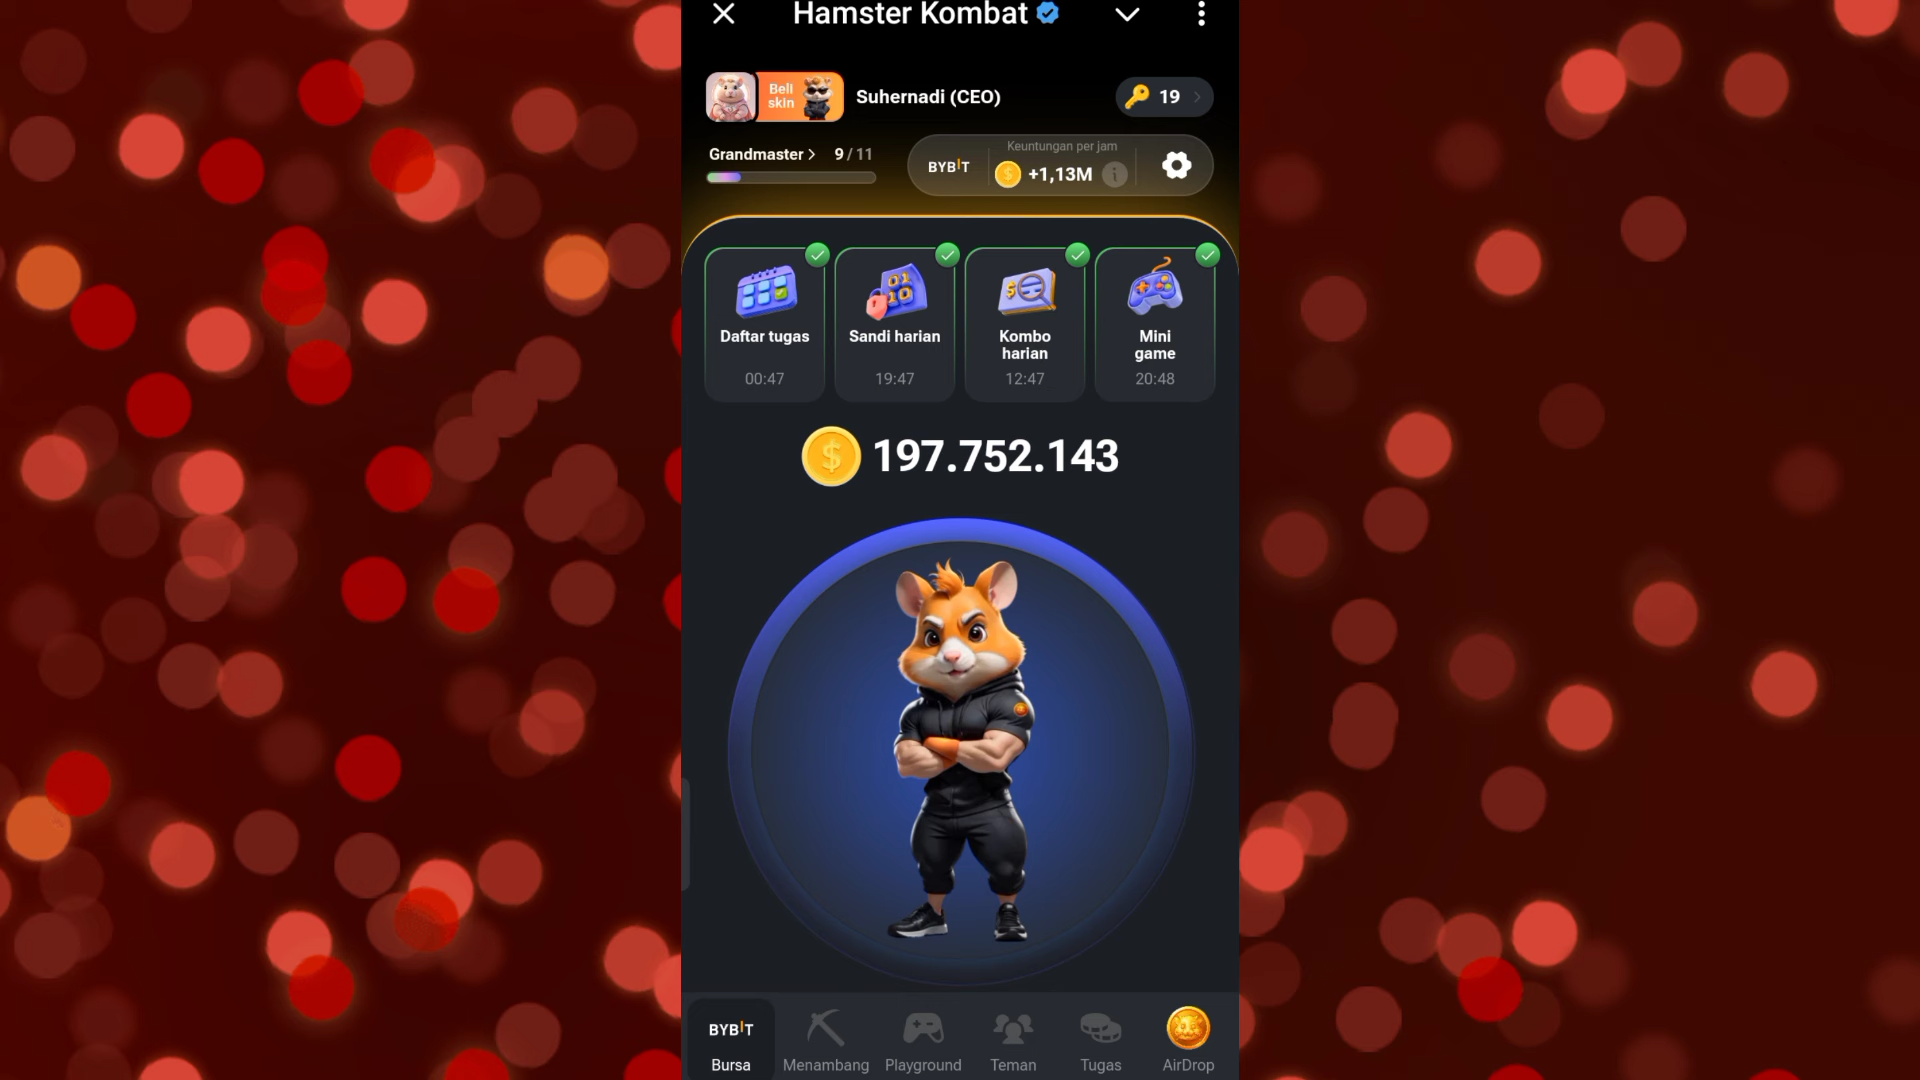 Hamster Kombat
Beli
skin
Suhernadi (CEO)
19
Grandmaster
9/11
BYBIT
Keuntungan per jam
+1,13M
Daftar tugas
00:47
Sandi harian
19:47
Kombo
harian
12:47
Mini
game
20:48
197.752.143
BYBIT
Bursa
Menambang
Playground
Teman
Tugas
AirDrop